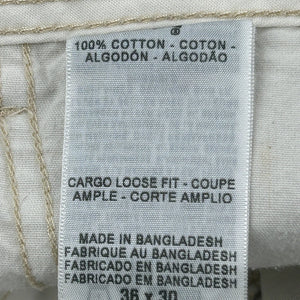 100% COTTON - COTON -
ALGODÓN - ALGODÃO
CARGO LOOSE FIT - COUPE
AMPLE - CORTE AMPLIO
MADE IN BANGLADESH
FABRIQUE AU BANGLADESH
FABRICADO EN BANGLADESH
FABRICADO EM BANGLADESH
36 x 30